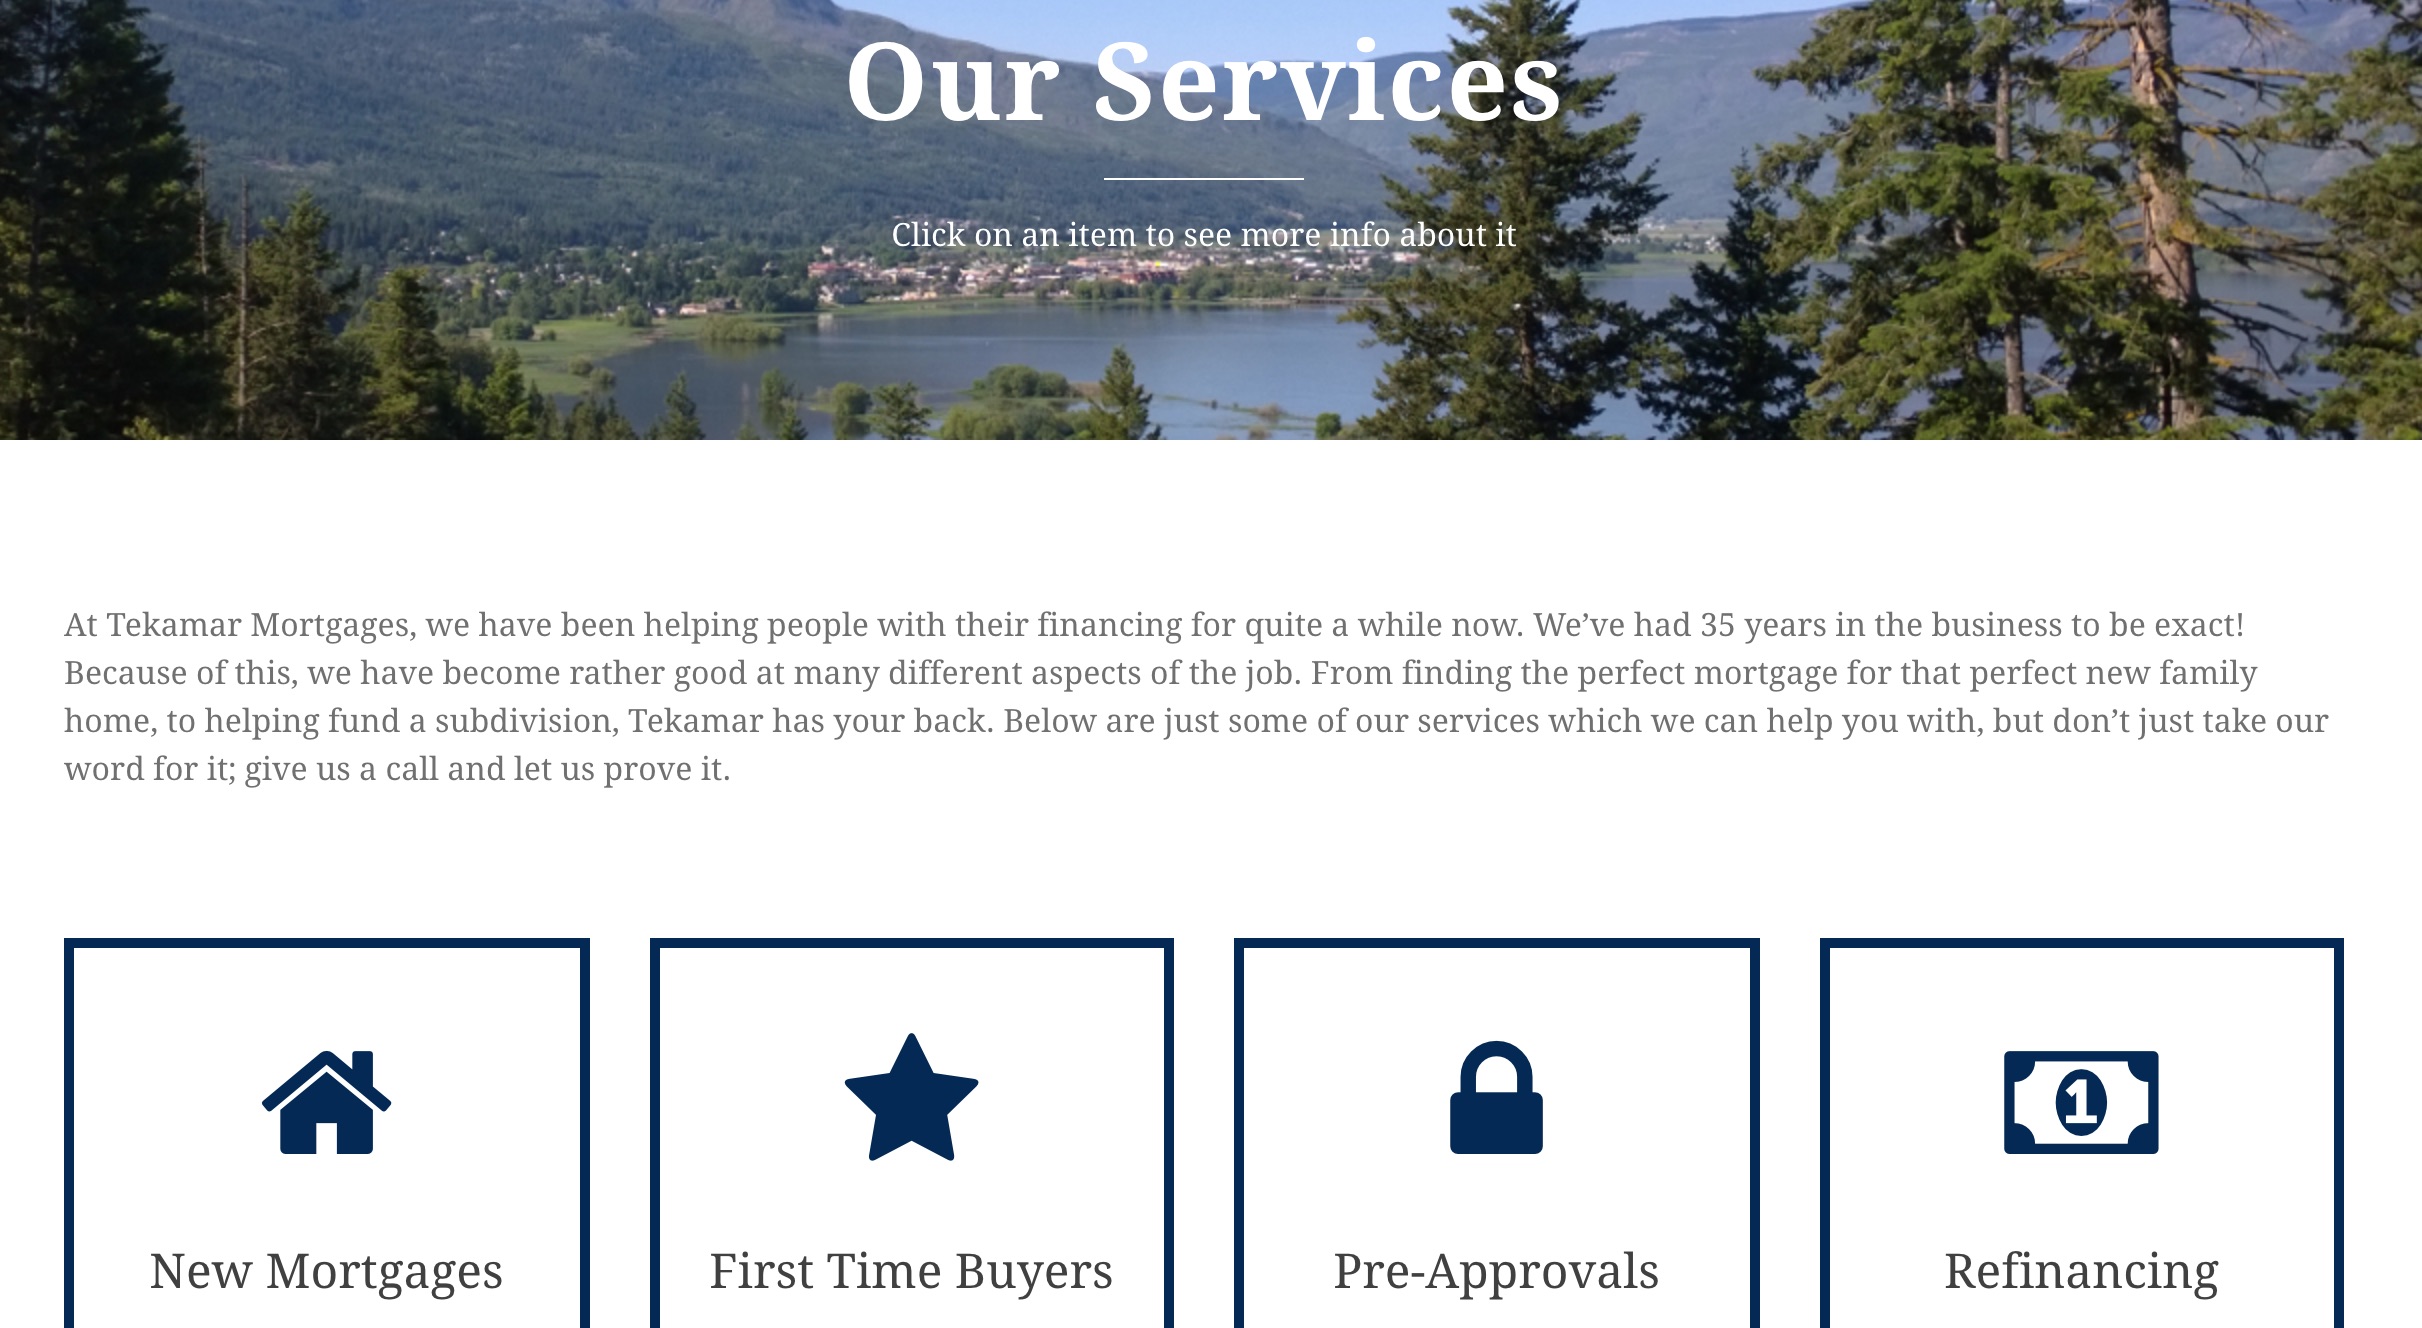 Our Services
Click on an item to see more info about it
At Tekamar Mortgages, we have been helping people with their financing for quite a while now. We’ve had 35 years in the business to be exact!
Because of this, we have become rather good at many different aspects of the job. From finding the perfect mortgage for that perfect new family
home, to helping fund a subdivision, Tekamar has your back. Below are just some of our services which we can help you with, but don’t just take our
word for it; give us a call and let us prove it.
1
New Mortgages
First Time Buyers
Pre-Approvals
Refinancing